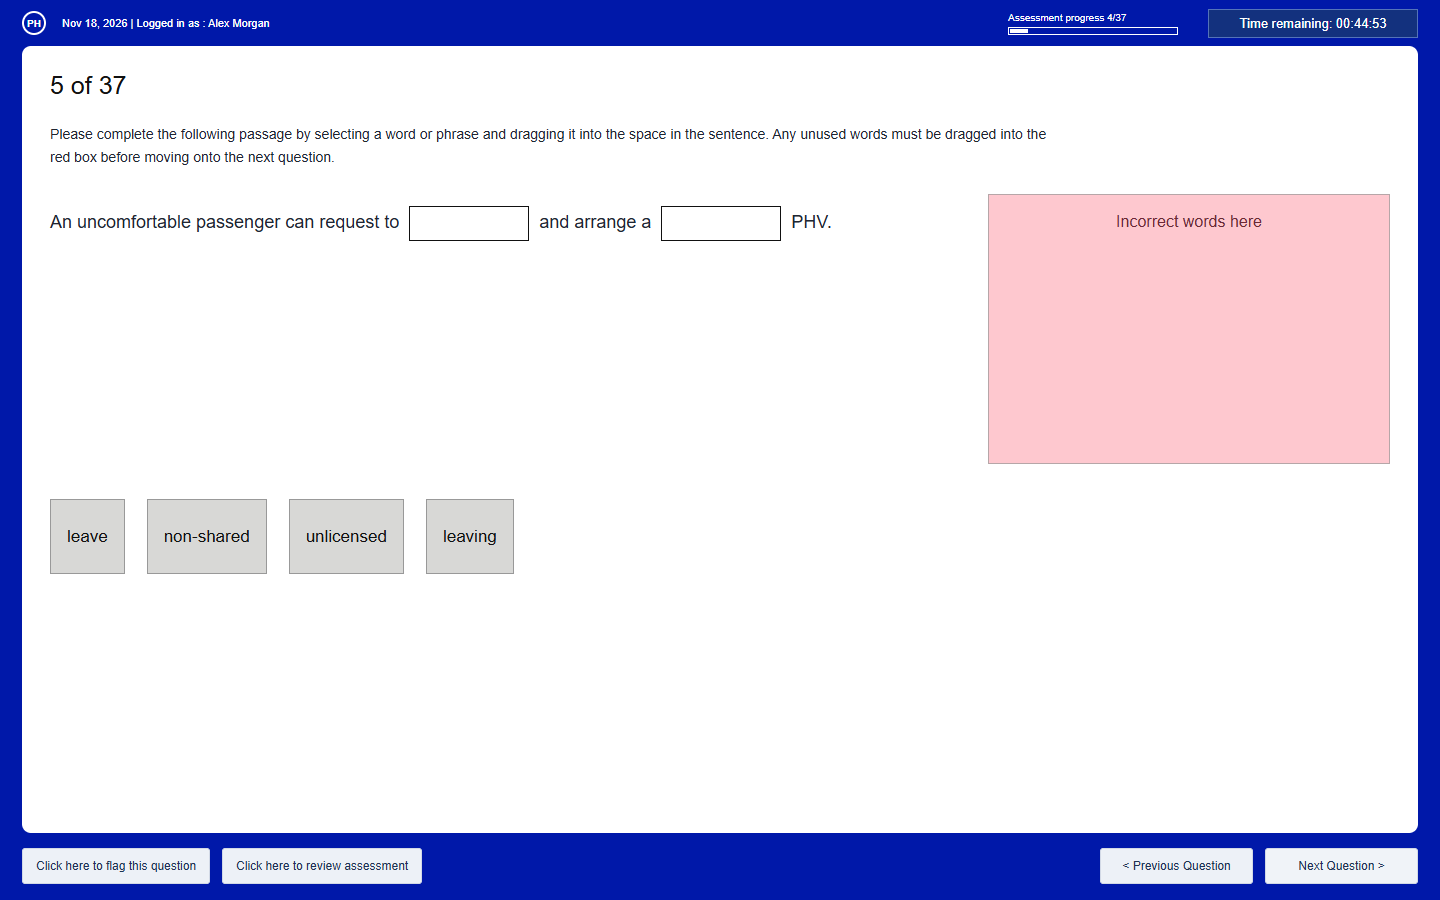 PH Nov 18, 2026 | Logged in as : Alex Morgan
Assessment progress 4/37
Time remaining: 00:44:53
5 of 37
Please complete the following passage by selecting a word or phrase and dragging it into the space in the sentence. Any unused words must be dragged into the
red box before moving onto the next question.
An uncomfortable passenger can request to and arrange a PHV.
Incorrect words here
leave non-shared unlicensed leaving
Click here to flag this question Click here to review assessment < Previous Question Next Question >